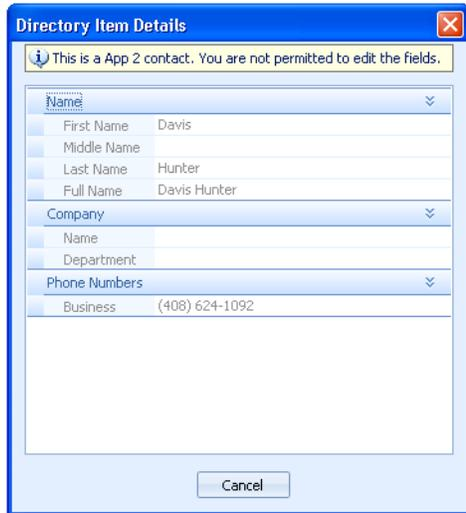 Directory Item Details
This is a App 2 contact. You are not permitted to edit the fields.
Name
First Name Davis
Middle Name
Last Name Hunter
Full Name Davis Hunter
Company
Name
Department
Phone Numbers
Business (408) 624-1092
Cancel